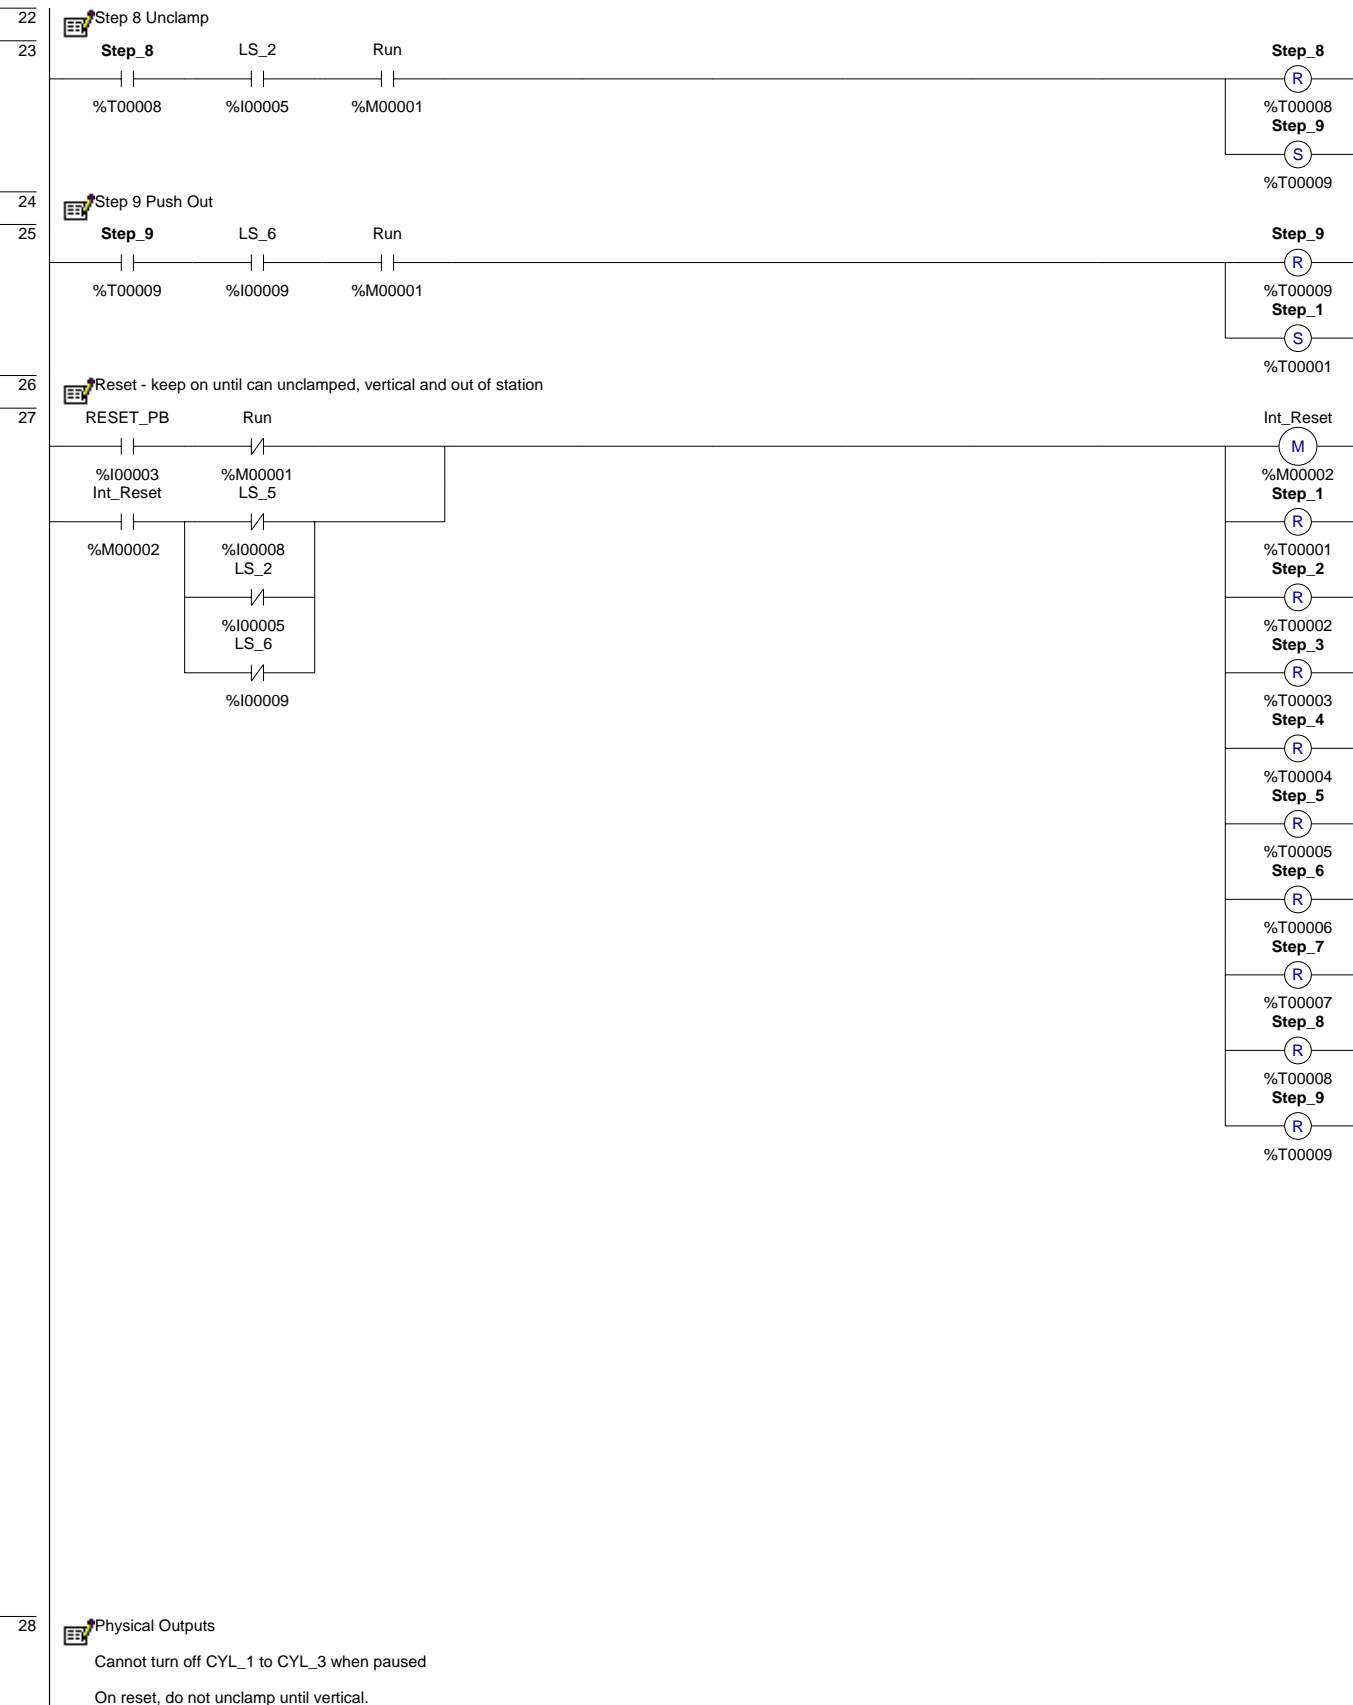 22 Step 8 Unclamp
23 Step_8 LS_2 Run Step_8
R
%T00008 %I00005 %M00001 %T00008
Step_9
S
%T00009
24 Step 9 Push Out
25 Step_9 LS_6 Run Step_9
R
%T00009 %I00009 %M00001 %T00009
Step_1
S
%T00001
26 Reset - keep on until can unclamped, vertical and out of station
27 RESET_PB Run Int_Reset
M
%I00003 %M00001 %M00002
Int_Reset LS_5 Step_1
R
%M00002 %I00008 %T00001
LS_2 Step_2
R
%I00005 %T00002
LS_6 Step_3
R
%I00009 %T00003
Step_4
R
%T00004
Step_5
R
%T00005
Step_6
R
%T00006
Step_7
R
%T00007
Step_8
R
%T00008
Step_9
R
%T00009
28 Physical Outputs
Cannot turn off CYL_1 to CYL_3 when paused
On reset, do not unclamp until vertical.